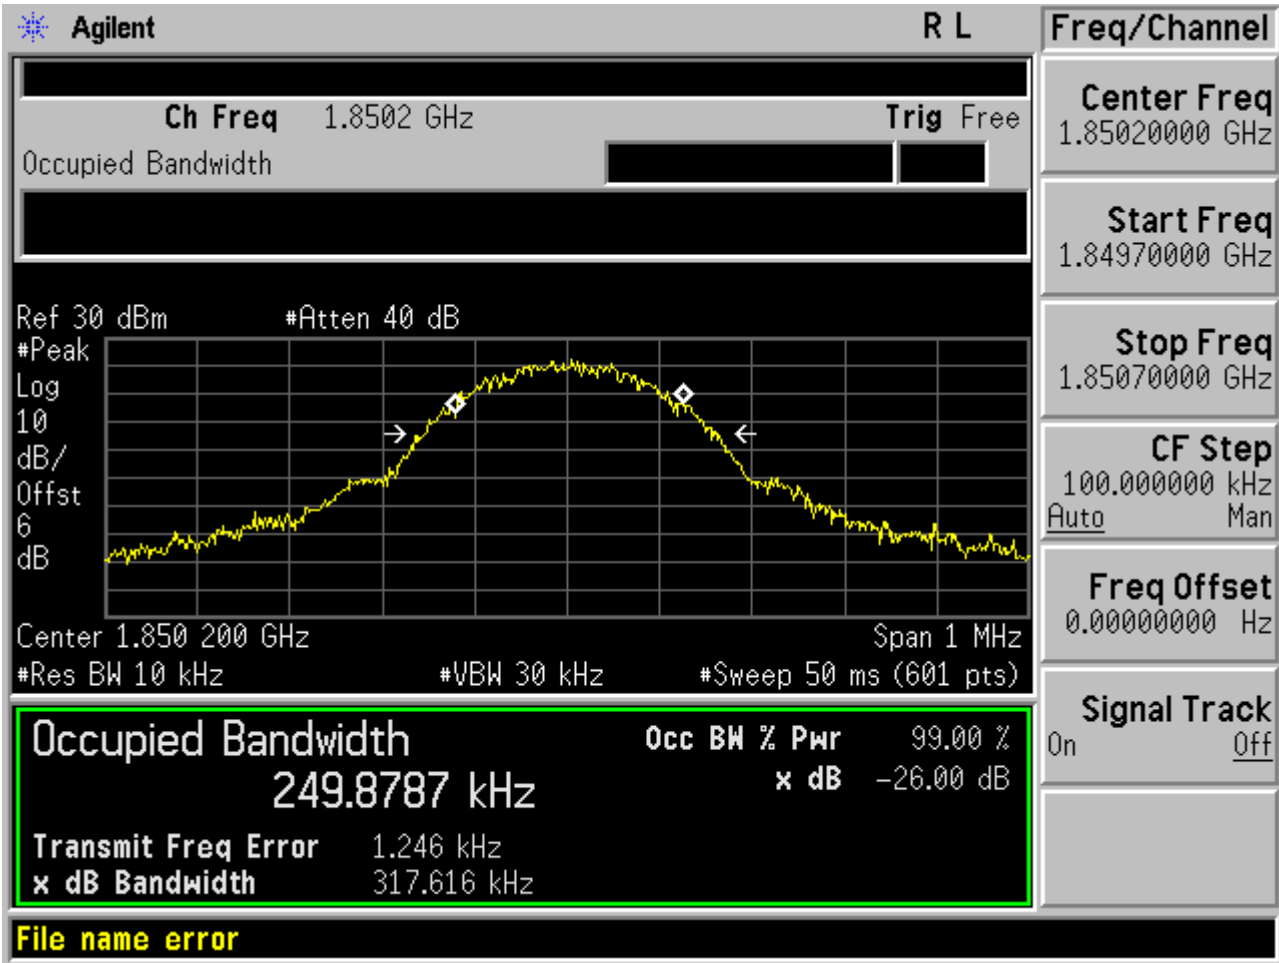 Agilent R L
Freq/Channel
Ch Freq 1.8502 GHz Trig Free
Occupied Bandwidth
Center Freq
1.85020000 GHz
Start Freq
1.84970000 GHz
Stop Freq
1.85070000 GHz
CF Step
100.000000 kHz
Auto Man
Freq Offset
0.00000000 Hz
Signal Track
On Off
Ref 30 dBm #Atten 40 dB
#Peak
Log
10
dB/
Offst
6
dB
Center 1.850 200 GHz Span 1 MHz
#Res BW 10 kHz #VBW 30 kHz #Sweep 50 ms (601 pts)
Occupied Bandwidth
249.8787 kHz
Occ BW % Pwr 99.00 %
x dB -26.00 dB
Transmit Freq Error 1.246 kHz
x dB Bandwidth 317.616 kHz
File name error